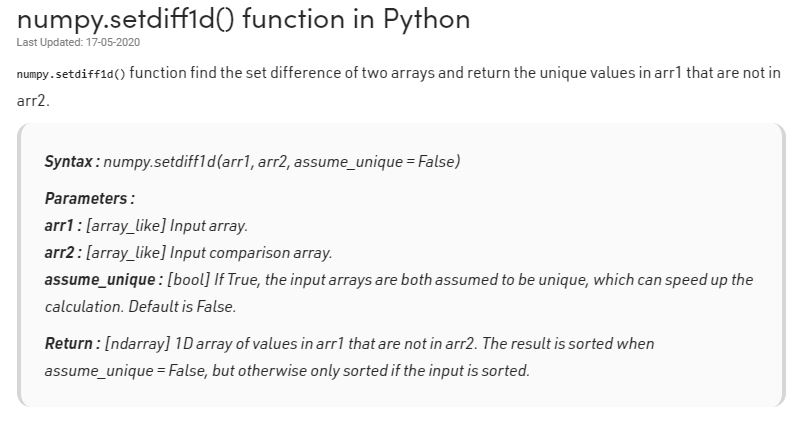 numpy.setdiff1d() function in Python
Last Updated: 17-05-2020
numpy.setdiff1d() function find the set difference of two arrays and return the unique values in arr1 that are not in
arr2.
Syntax : numpy.setdiff1d(arr1, arr2, assume_unique = False)
Parameters :
arr1 : [array_like] Input array.
arr2 : [array_like] Input comparison array.
assume_unique : [bool] If True, the input arrays are both assumed to be unique, which can speed up the
calculation. Default is False.
Return : [ndarray] 1D array of values in arr1 that are not in arr2. The result is sorted when
assume_unique = False, but otherwise only sorted if the input is sorted.